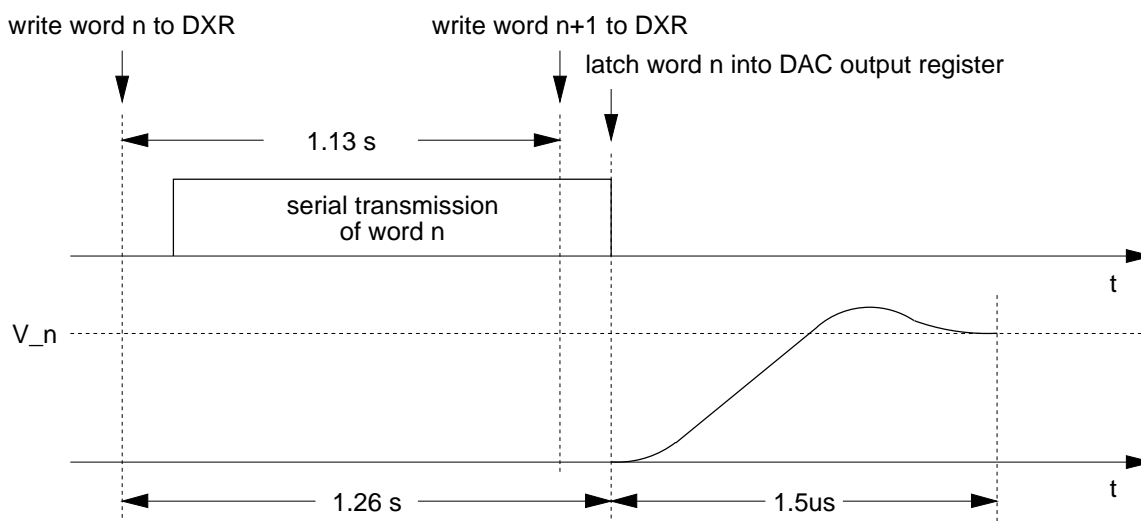 write word n to DXR
write word n+1 to DXR
latch word n into DAC output register
1.13 s
serial transmission
of word n
t
V_n
t
1.26 s
1.5us